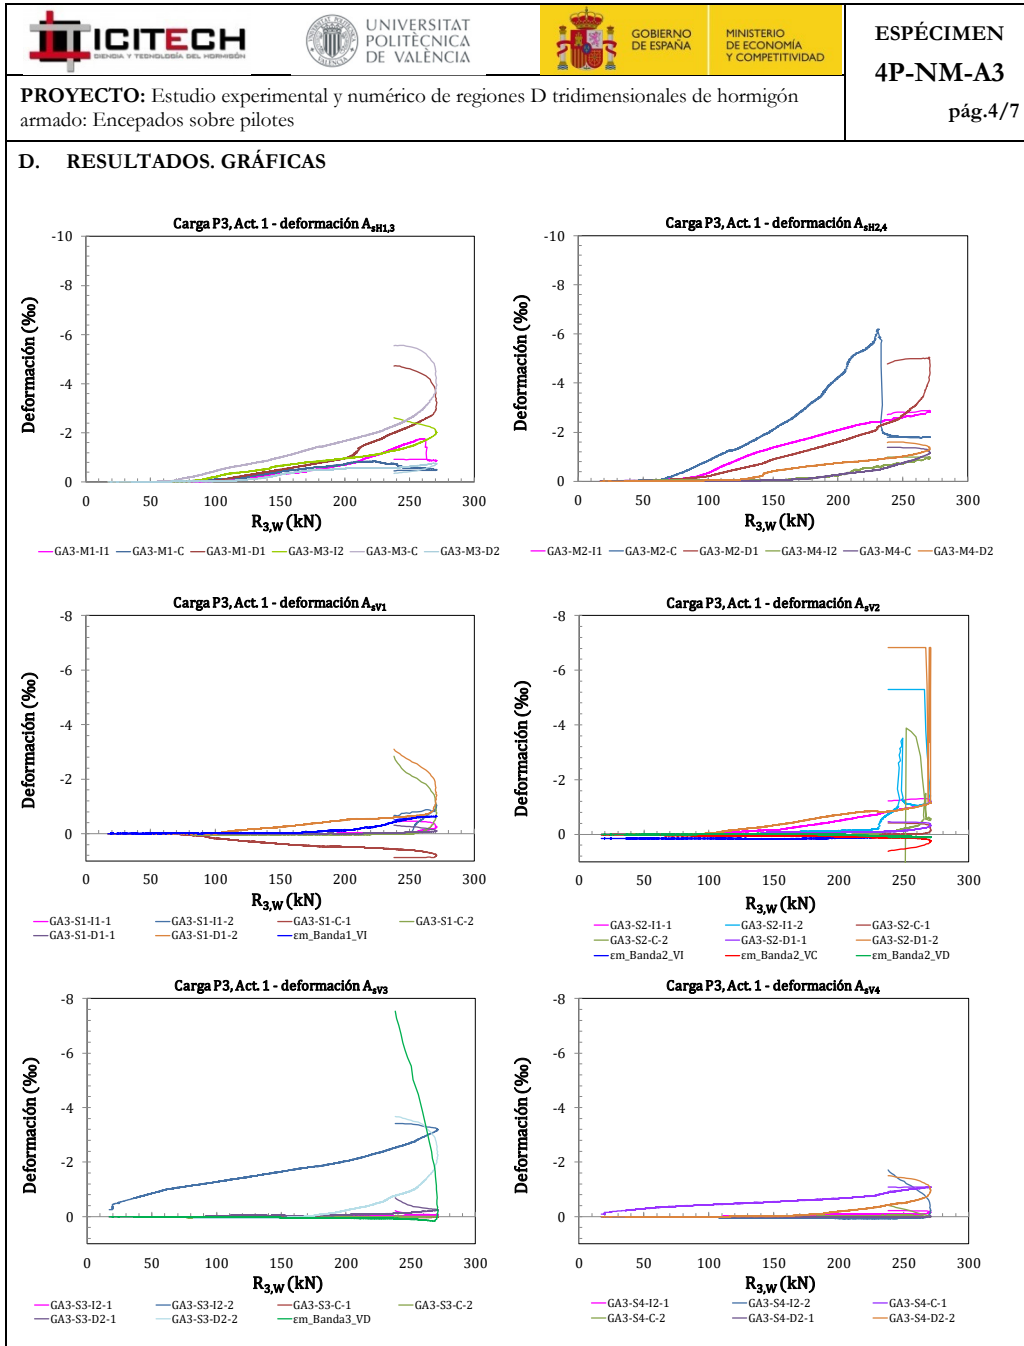 ICITECH
CIENCIA Y TECNOLOGÍA DEL HORMIGÓN
UNIVERSITAT
POLITÈCNICA
DE VALÈNCIA
GOBIERNO
DE ESPAÑA
MINISTERIO
DE ECONOMÍA
Y COMPETITIVIDAD
ESPÉCIMEN
4P-NM-A3
pág.4/7
PROYECTO: Estudio experimental y numérico de regiones D tridimensionales de hormigón
armado: Encepados sobre pilotes
D. RESULTADOS. GRÁFICAS
Carga P3, Act. 1 - deformación AsH1,3
Deformación (‰)
-10
-8
-6
-4
-2
0
0 50 100 150 200 250 300
R3,W (kN)
GA3-M1-I1 GA3-M1-C GA3-M1-D1 GA3-M3-I2 GA3-M3-C GA3-M3-D2
Carga P3, Act. 1 - deformación AsH2,4
Deformación (‰)
-10
-8
-6
-4
-2
0
0 50 100 150 200 250 300
R3,W (kN)
GA3-M2-I1 GA3-M2-C GA3-M2-D1 GA3-M4-I2 GA3-M4-C GA3-M4-D2
Carga P3, Act. 1 - deformación AsV1
Deformación (‰)
-8
-6
-4
-2
0
0 50 100 150 200 250 300
R3,W (kN)
GA3-S1-I1-1 GA3-S1-I1-2 GA3-S1-C-1 GA3-S1-C-2
GA3-S1-D1-1 GA3-S1-D1-2 εm_Banda1_VI
Carga P3, Act. 1 - deformación AsV2
Deformación (‰)
-8
-6
-4
-2
0
0 50 100 150 200 250 300
R3,W (kN)
GA3-S2-I1-1 GA3-S2-I1-2 GA3-S2-C-1
GA3-S2-C-2 GA3-S2-D1-1 GA3-S2-D1-2
εm_Banda2_VI εm_Banda2_VC εm_Banda2_VD
Carga P3, Act. 1 - deformación AsV3
Deformación (‰)
-8
-6
-4
-2
0
0 50 100 150 200 250 300
R3,W (kN)
GA3-S3-I2-1 GA3-S3-I2-2 GA3-S3-C-1 GA3-S3-C-2
GA3-S3-D2-1 GA3-S3-D2-2 εm_Banda3_VD
Carga P3, Act. 1 - deformación AsV4
Deformación (‰)
-8
-6
-4
-2
0
0 50 100 150 200 250 300
R3,W (kN)
GA3-S4-I2-1 GA3-S4-I2-2 GA3-S4-C-1
GA3-S4-C-2 GA3-S4-D2-1 GA3-S4-D2-2